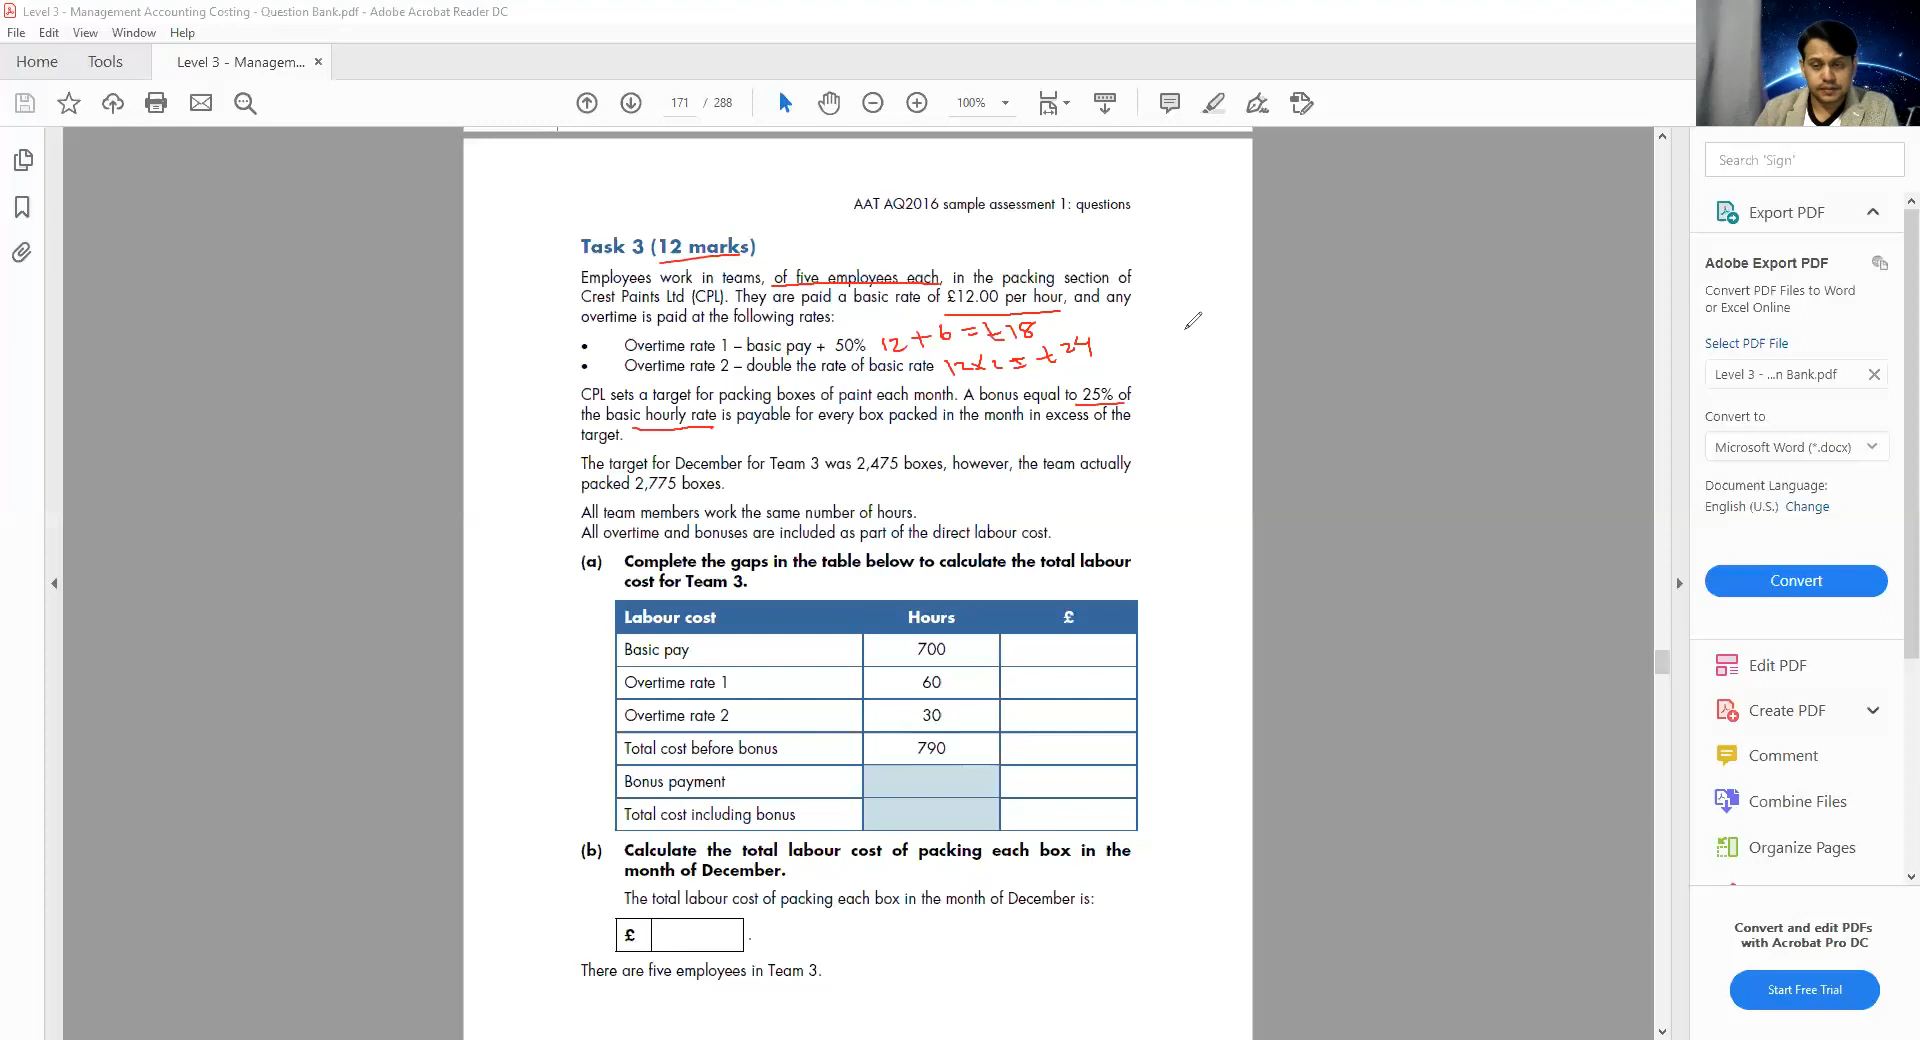 Level 3 - Management Accounting Costing - Question Bank.pdf - Adobe Acrobat Reader DC
File Edit View Window Help
Home Tools Level 3 - Managem... ×
171 / 288 100%
Search 'Sign'
Export PDF
Adobe Export PDF
Convert PDF Files to Word
or Excel Online
Select PDF File
Level 3 - ...n Bank.pdf
Convert to
Microsoft Word (*.docx)
Document Language:
English (U.S.) Change
Convert
Edit PDF
Create PDF
Comment
Combine Files
Organize Pages
Convert and edit PDFs
with Acrobat Pro DC
Start Free Trial
AAT AQ2016 sample assessment 1: questions
Task 3 (12 marks)
Employees work in teams, of five employees each, in the packing section of
Crest Paints Ltd (CPL). They are paid a basic rate of £12.00 per hour, and any
overtime is paid at the following rates:
• Overtime rate 1 – basic pay + 50% 12 + 6 = £18
• Overtime rate 2 – double the rate of basic rate 12×2 = £24
CPL sets a target for packing boxes of paint each month. A bonus equal to 25% of
the basic hourly rate is payable for every box packed in the month in excess of the
target.
The target for December for Team 3 was 2,475 boxes, however, the team actually
packed 2,775 boxes.
All team members work the same number of hours.
All overtime and bonuses are included as part of the direct labour cost.
(a) Complete the gaps in the table below to calculate the total labour
cost for Team 3.
Labour cost Hours £
Basic pay 700
Overtime rate 1 60
Overtime rate 2 30
Total cost before bonus 790
Bonus payment
Total cost including bonus
(b) Calculate the total labour cost of packing each box in the
month of December.
The total labour cost of packing each box in the month of December is:
£ .
There are five employees in Team 3.